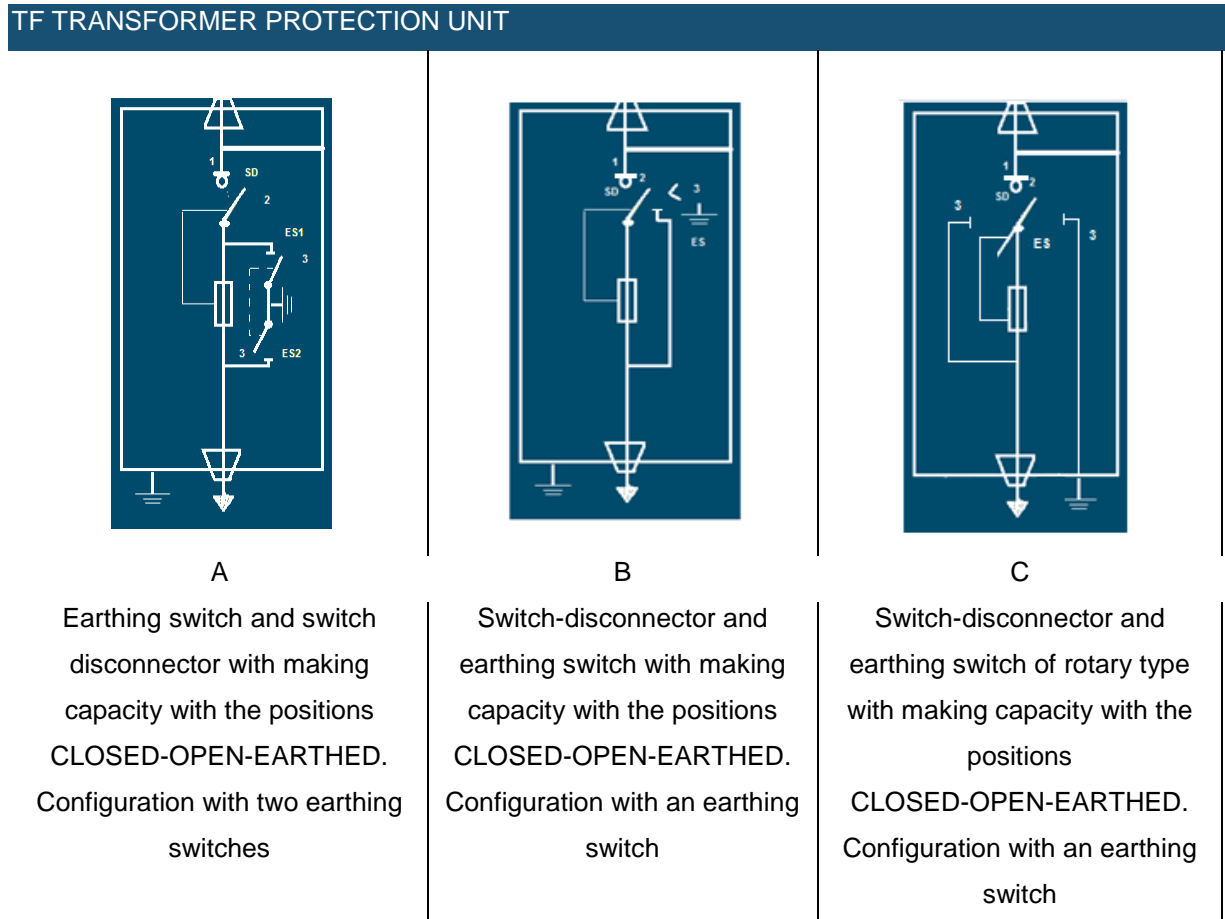 TF TRANSFORMER PROTECTION UNIT
1
SD
2
ES1
3
3
ES2
1
2
SD
3
ES
1
2
SD
3
3
ES
A
Earthing switch and switch
disconnector with making
capacity with the positions
CLOSED-OPEN-EARTHED.
Configuration with two earthing
switches
B
Switch-disconnector and
earthing switch with making
capacity with the positions
CLOSED-OPEN-EARTHED.
Configuration with an earthing
switch
C
Switch-disconnector and
earthing switch of rotary type
with making capacity with the
positions
CLOSED-OPEN-EARTHED.
Configuration with an earthing
switch